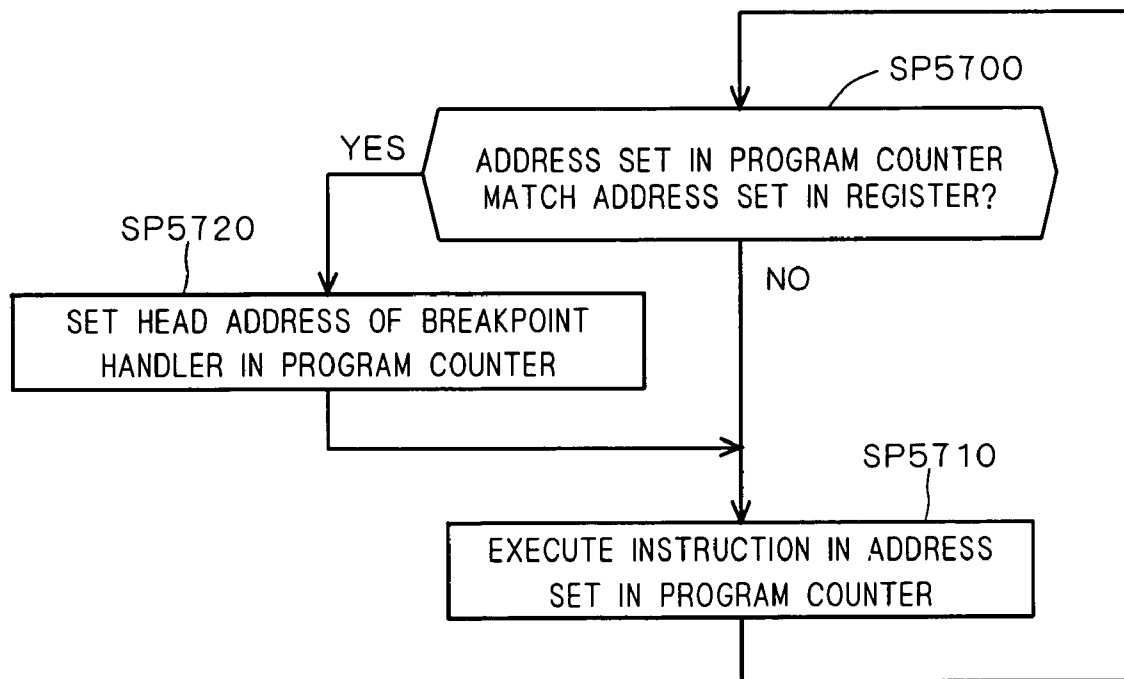 SP5700
YES
ADDRESS SET IN PROGRAM COUNTER
MATCH ADDRESS SET IN REGISTER?
SP5720
NO
SET HEAD ADDRESS OF BREAKPOINT
HANDLER IN PROGRAM COUNTER
SP5710
EXECUTE INSTRUCTION IN ADDRESS
SET IN PROGRAM COUNTER